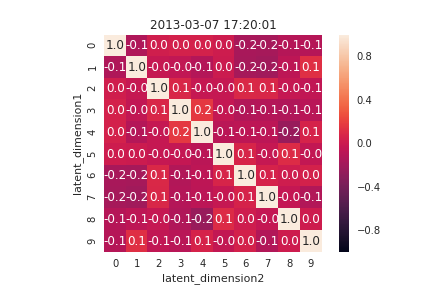 2013-03-07 17:20:01
0 1.0 -0.1 0.0 0.0 0.0 0.0 -0.2 -0.2 -0.1 -0.1
1 -0.1 1.0 -0.0 -0.0 -0.1 0.0 -0.2 -0.2 -0.1 0.1
2 0.0 -0.0 1.0 0.1 -0.0 -0.0 0.1 0.1 -0.0 -0.1
3 0.0 -0.0 0.1 1.0 0.2 -0.0 -0.1 -0.1 -0.1 -0.1
4 0.0 -0.1 -0.0 0.2 1.0 -0.1 -0.1 -0.1 -0.2 0.1
5 0.0 0.0 -0.0 -0.0 -0.1 1.0 0.1 -0.0 0.1 -0.0
6 -0.2 -0.2 0.1 -0.1 -0.1 0.1 1.0 0.1 0.0 0.0
7 -0.2 -0.2 0.1 -0.1 -0.1 -0.0 0.1 1.0 -0.0 -0.1
8 -0.1 -0.1 -0.0 -0.1 -0.2 0.1 0.0 -0.0 1.0 0.0
9 -0.1 0.1 -0.1 -0.1 0.1 -0.0 0.0 -0.1 0.0 1.0
0 1 2 3 4 5 6 7 8 9
latent_dimension2
latent_dimension1
0.8
0.4
0.0
-0.4
-0.8